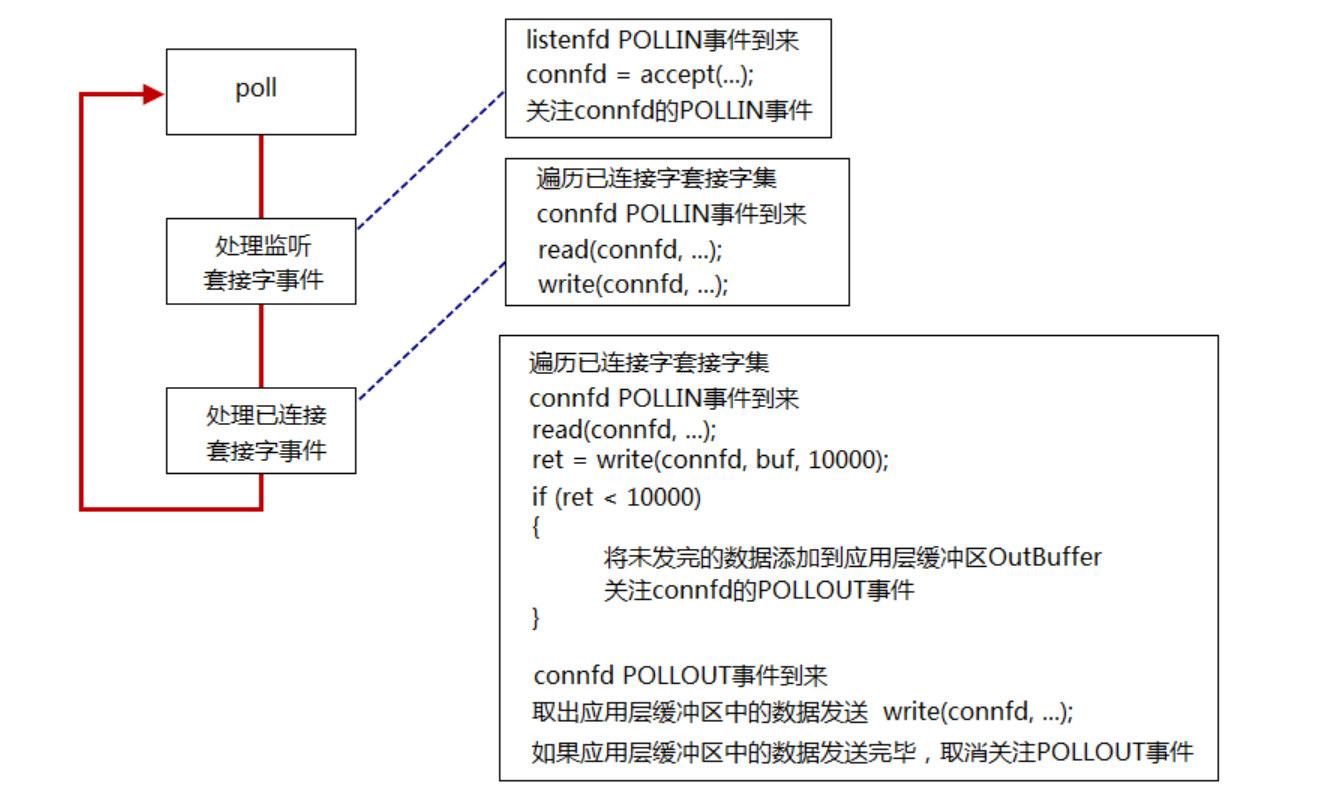 poll
处理监听
套接字事件
处理已连接
套接字事件
listenfd POLLIN事件到来
connfd = accept(...);
关注connfd的POLLIN事件
遍历已连接字套接字集
connfd POLLIN事件到来
read(connfd, ...);
write(connfd, ...);
遍历已连接字套接字集
connfd POLLIN事件到来
read(connfd, ...);
ret = write(connfd, buf, 10000);
if (ret < 10000)
{
将未发完的数据添加到应用层缓冲区OutBuffer
关注connfd的POLLOUT事件
}
connfd POLLOUT事件到来
取出应用层缓冲区中的数据发送 write(connfd, ...);
如果应用层缓冲区中的数据发送完毕，取消关注POLLOUT事件